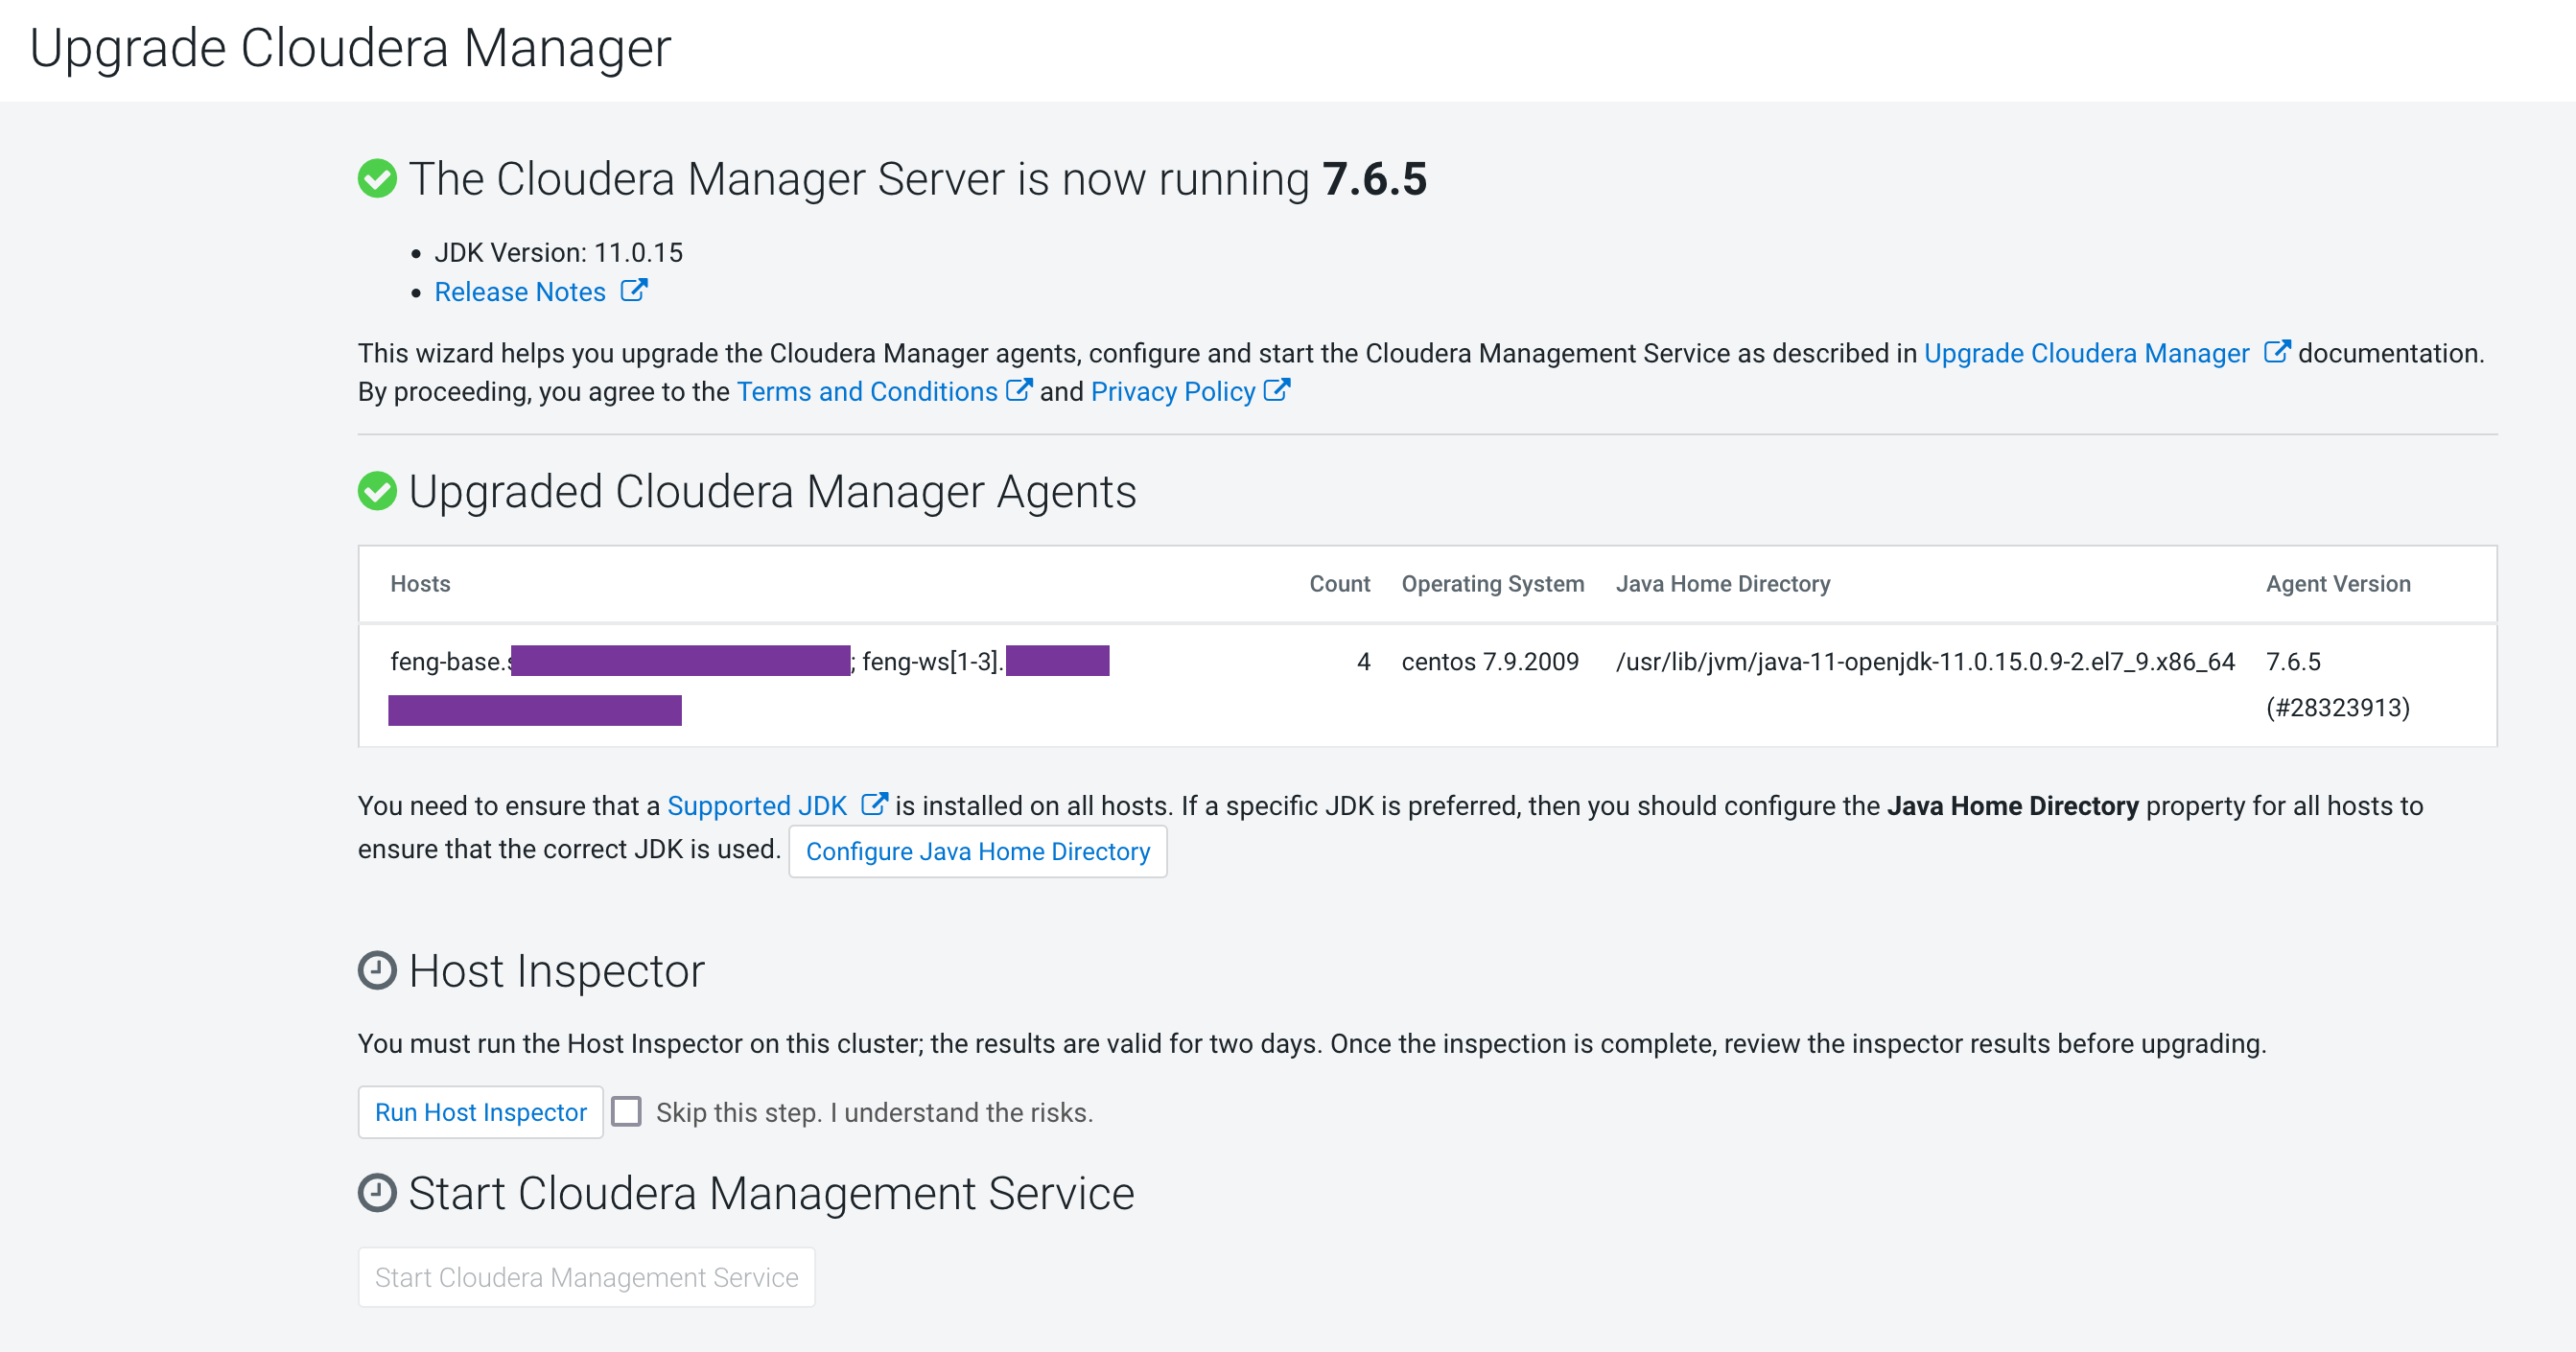 Upgrade Cloudera Manager
The Cloudera Manager Server is now running 7.6.5
JDK Version: 11.0.15
Release Notes
This wizard helps you upgrade the Cloudera Manager agents, configure and start the Cloudera Management Service as described in Upgrade Cloudera Manager documentation.
By proceeding, you agree to the Terms and Conditions and Privacy Policy
Upgraded Cloudera Manager Agents
Hosts Count Operating System Java Home Directory Agent Version
feng-base. ; feng-ws[1-3]. 4 centos 7.9.2009 /usr/lib/jvm/java-11-openjdk-11.0.15.0.9-2.el7_9.x86_64 7.6.5
(#28323913)
You need to ensure that a Supported JDK is installed on all hosts. If a specific JDK is preferred, then you should configure the Java Home Directory property for all hosts to
ensure that the correct JDK is used. Configure Java Home Directory
Host Inspector
You must run the Host Inspector on this cluster; the results are valid for two days. Once the inspection is complete, review the inspector results before upgrading.
Run Host Inspector Skip this step. I understand the risks.
Start Cloudera Management Service
Start Cloudera Management Service